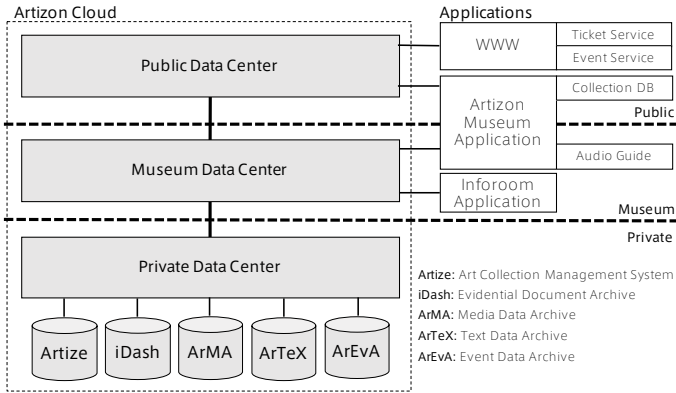 Artizon Cloud
Applications
Public Data Center
WWW
Ticket Service
Event Service
Artizon
Museum
Application
Collection DB
Public
Museum Data Center
Audio Guide
Inforoom
Application
Museum
Private
Private Data Center
Artize: Art Collection Management System
iDash: Evidential Document Archive
ArMA: Media Data Archive
ArTeX: Text Data Archive
ArEvA: Event Data Archive
Artize
iDash
ArMA
ArTeX
ArEvA